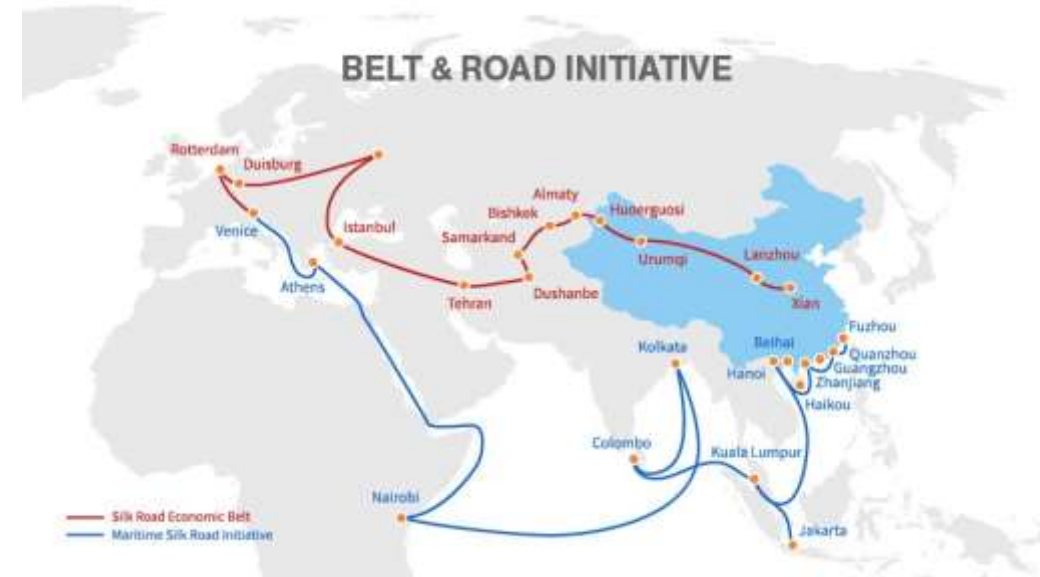 BELT & ROAD INITIATIVE
Rotterdam
Duisburg
Almaty
Huoerguosi
Bishkek
Istanbul
Venice
Samarkand
Urumqi
Lanzhou
Athens
Tehran
Dushanbe
Xian
Fuzhou
Kolkata
Beihai
Quanzhou
Hanoi
Guangzhou
Zhanjiang
Haikou
Colombo
Kuala Lumpur
Nairobi
Silk Road Economic Belt
Maritime Silk Road Initiative
Jakarta